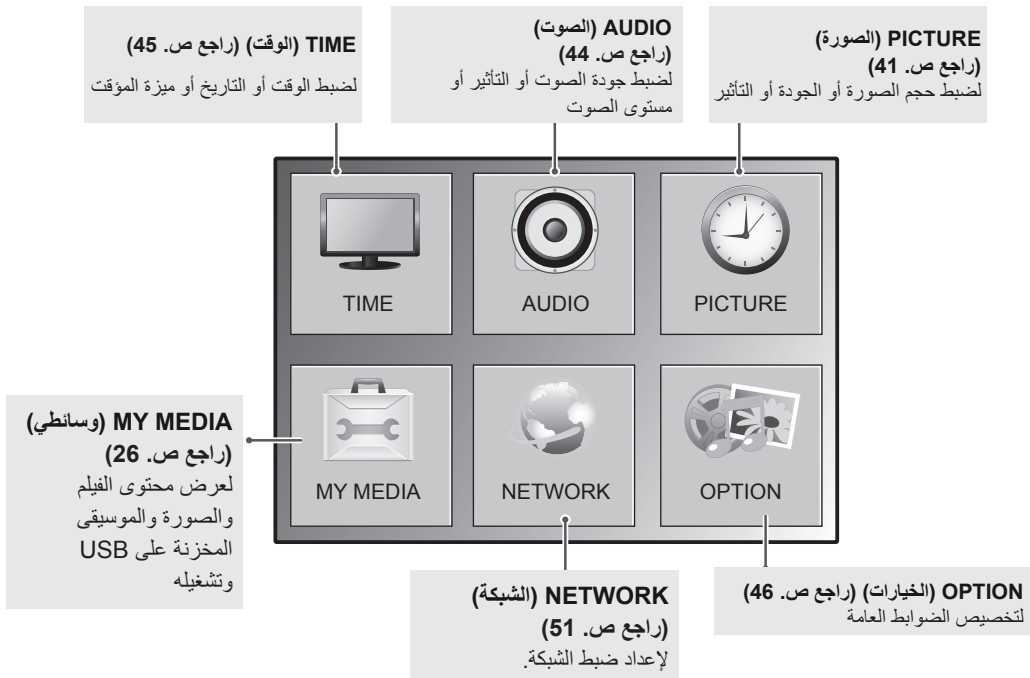 PICTURE (الصورة)
(راجع ص. 41)
لضبط حجم الصورة أو الجودة أو التأثير
AUDIO (الصوت)
(راجع ص. 44)
لضبط جودة الصوت أو التأثير أو
مستوى الصوت
TIME (الوقت) (راجع ص. 45)
لضبط الوقت أو التاريخ أو ميزة المؤقت
TIME
AUDIO
PICTURE
MY MEDIA
NETWORK
OPTION
MY MEDIA (وسائطي)
(راجع ص. 26)
لعرض محتوى الفيلم
والصورة والموسيقى
المخزنة على USB
وتشغيله
OPTION (الخيارات) (راجع ص. 46)
لتخصيص الضوابط العامة
NETWORK (الشبكة)
(راجع ص. 51)
لإعداد ضبط الشبكة.